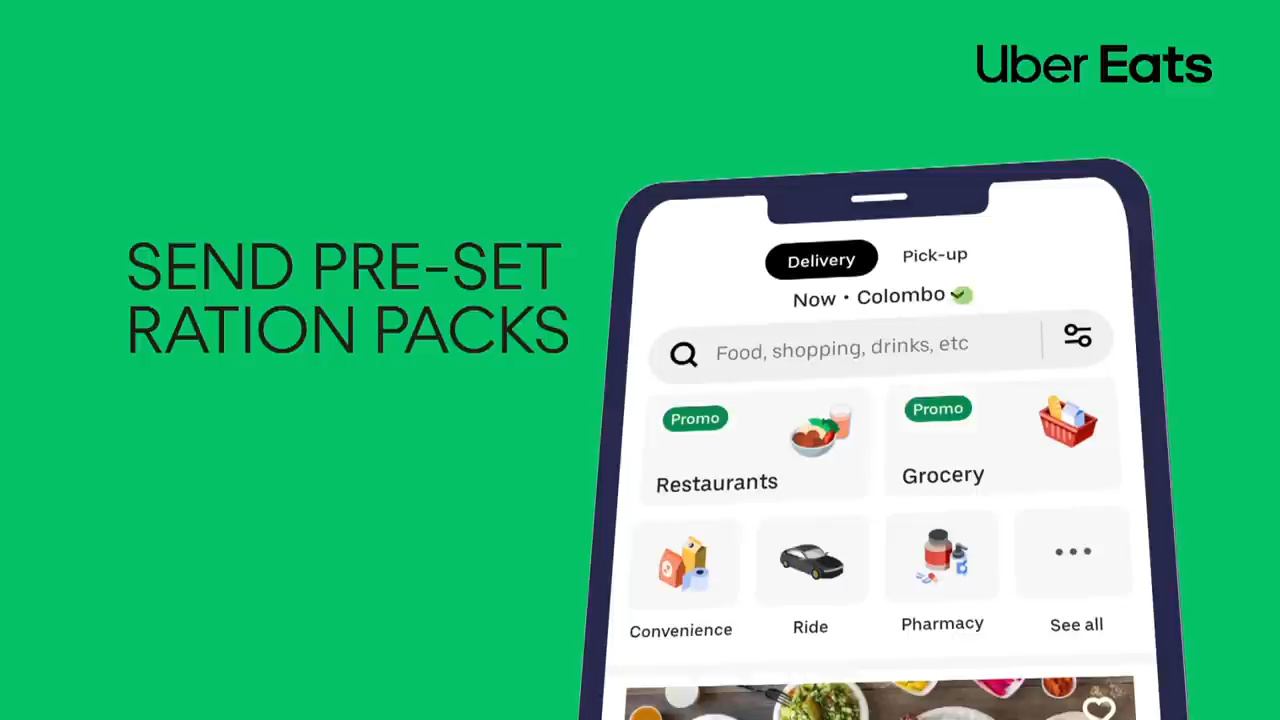 Uber Eats
SEND PRE-SET
RATION PACKS
Delivery
Pick-up
Now • Colombo
Food, shopping, drinks, etc
Promo
Promo
Restaurants
Grocery
Convenience
Ride
Pharmacy
See all